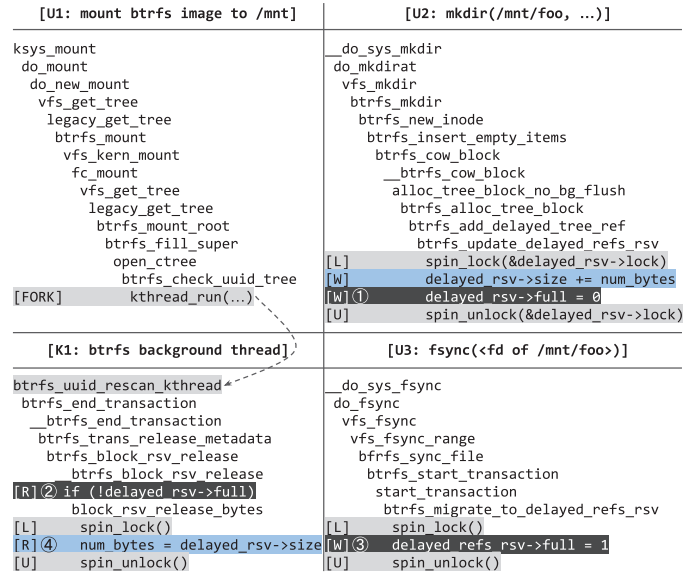 [U1: mount btrfs image to /mnt]
ksys_mount
do_mount
do_new_mount
vfs_get_tree
legacy_get_tree
btrfs_mount
vfs_kern_mount
fc_mount
vfs_get_tree
legacy_get_tree
btrfs_mount_root
btrfs_fill_super
open_ctree
btrfs_check_uuid_tree
[FORK] kthread_run(…)
[U2: mkdir(/mnt/foo, …)]
__do_sys_mkdir
do_mkdirat
vfs_mkdir
btrfs_mkdir
btrfs_new_inode
btrfs_insert_empty_items
btrfs_cow_block
__btrfs_cow_block
alloc_tree_block_no_bg_flush
btrfs_alloc_tree_block
btrfs_add_delayed_tree_ref
btrfs_update_delayed_refs_rsv
[L] spin_lock(&delayed_rsv->lock)
[W] delayed_rsv->size += num_bytes
[W]① delayed_rsv->full = 0
[U] spin_unlock(&delayed_rsv->lock)
[K1: btrfs background thread]
btrfs_uuid_rescan_kthread
btrfs_end_transaction
__btrfs_end_transaction
btrfs_trans_release_metadata
btrfs_block_rsv_release
__btrfs_block_rsv_release
[R]② if (!delayed_rsv->full)
block_rsv_release_bytes
[L] spin_lock()
[R]④ num_bytes = delayed_rsv->size
[U] spin_unlock()
[U3: fsync(<fd of /mnt/foo>)]
__do_sys_fsync
do_fsync
vfs_fsync
vfs_fsync_range
bfrfs_sync_file
btrfs_start_transaction
start_transaction
btrfs_migrate_to_delayed_refs_rsv
[L] spin_lock()
[W]③ delayed_refs_rsv->full = 1
[U] spin_unlock()